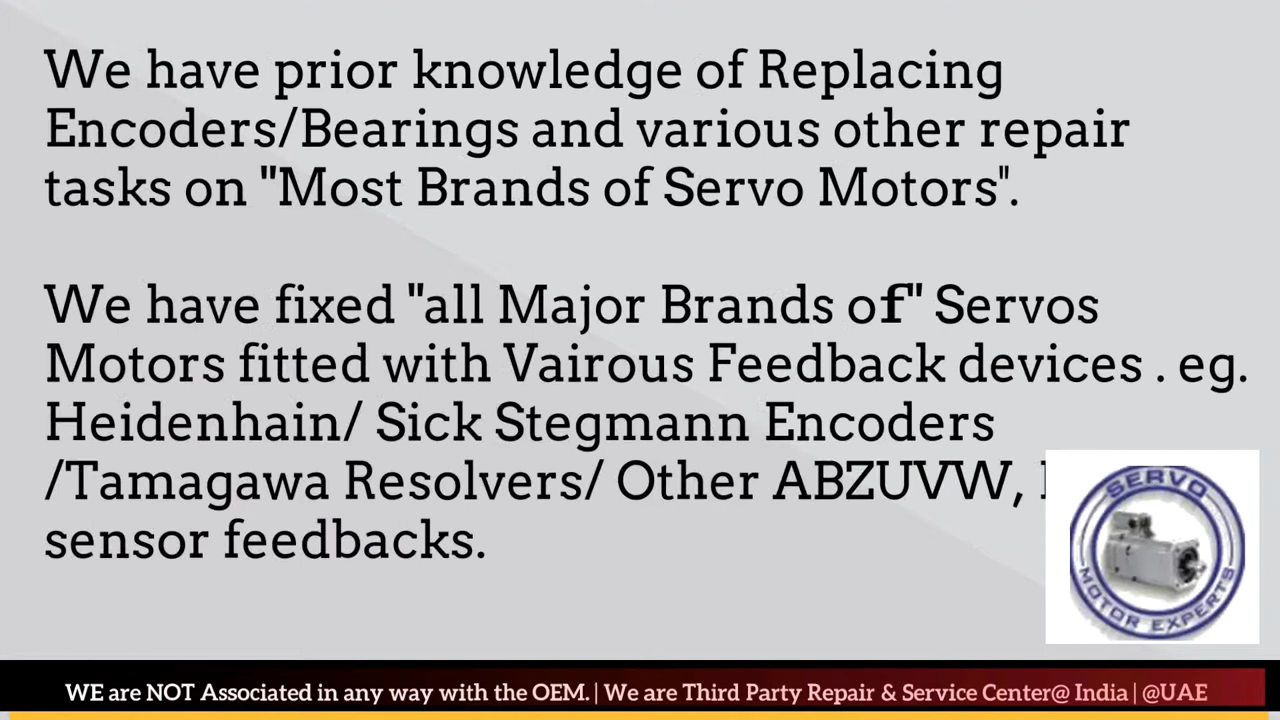 We have prior knowledge of Replacing
Encoders/Bearings and various other repair
tasks on "Most Brands of Servo Motors".
We have fixed "all Major Brands of" Servos
Motors fitted with Vairous Feedback devices . eg.
Heidenhain/ Sick Stegmann Encoders
/Tamagawa Resolvers/ Other ABZUVW,
sensor feedbacks.
SERVO
MOTOR EXPERTS
WE are NOT Associated in any way with the OEM. | We are Third Party Repair & Service Center@ India | @UAE